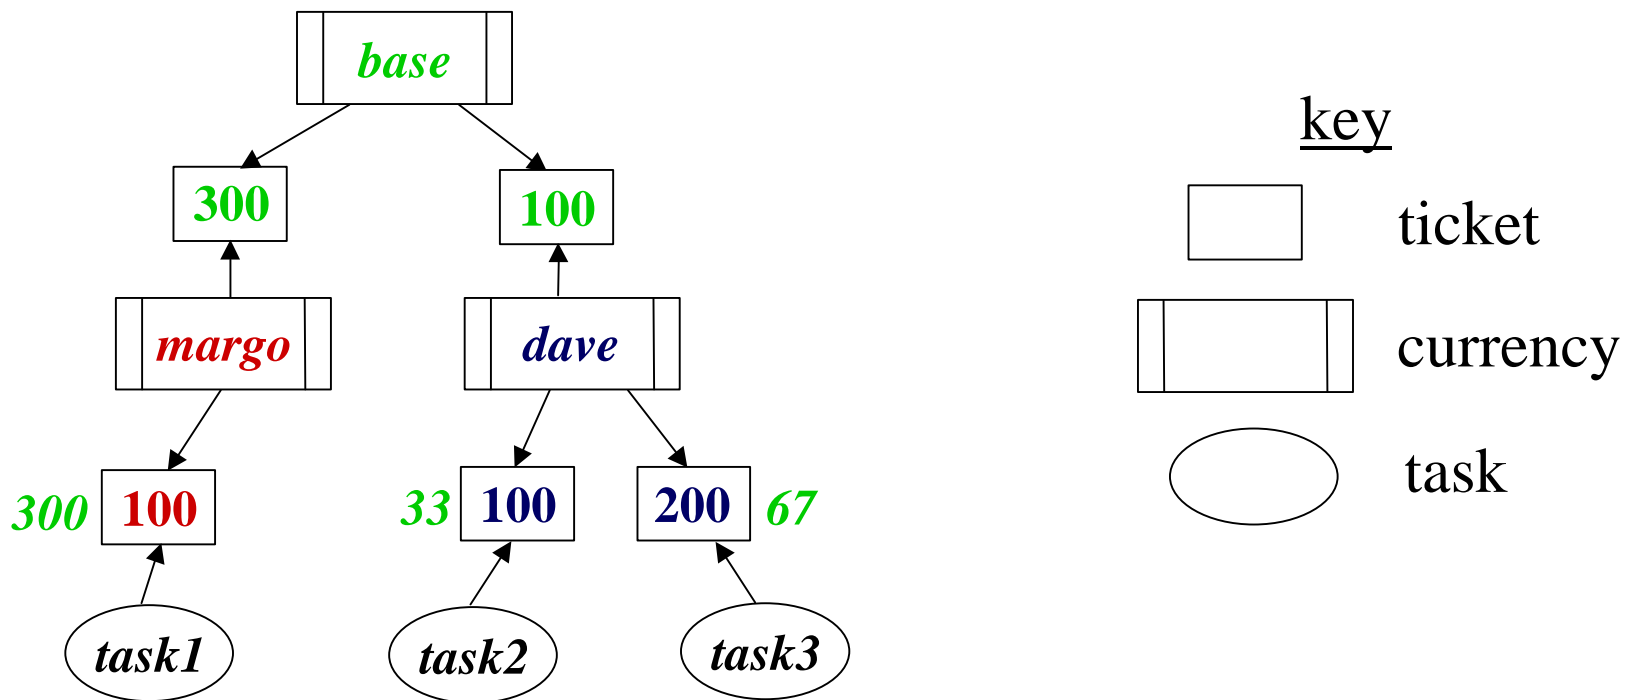 base
key
300
100
ticket
margo
dave
currency
300
100
33
100
200
67
task
task1
task2
task3